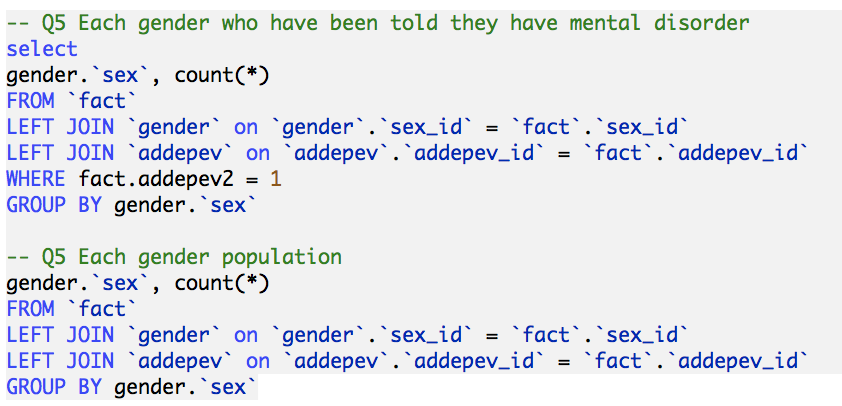 -- Q5 Each gender who have been told they have mental disorder
select
gender.`sex`, count(*)
FROM `fact`
LEFT JOIN `gender` on `gender`.`sex_id` = `fact`.`sex_id`
LEFT JOIN `addepev` on `addepev`.`addepev_id` = `fact`.`addepev_id`
WHERE fact.addepev2 = 1
GROUP BY gender.`sex`
-- Q5 Each gender population
gender.`sex`, count(*)
FROM `fact`
LEFT JOIN `gender` on `gender`.`sex_id` = `fact`.`sex_id`
LEFT JOIN `addepev` on `addepev`.`addepev_id` = `fact`.`addepev_id`
GROUP BY gender.`sex`